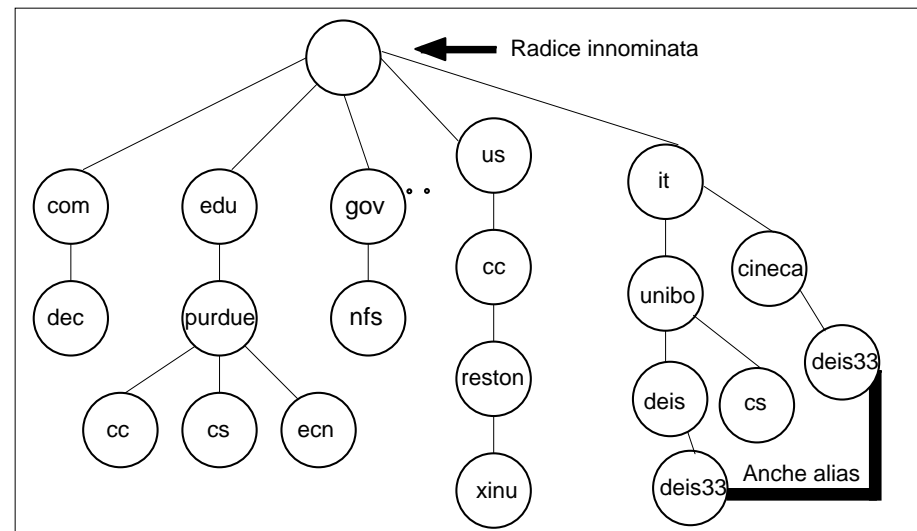 Radice innominata
us
it
com
edu
gov
cc
cineca
unibo
dec
purdue
nfs
deis33
reston
deis
cs
cc
cs
ecn
Anche alias
deis33
xinu